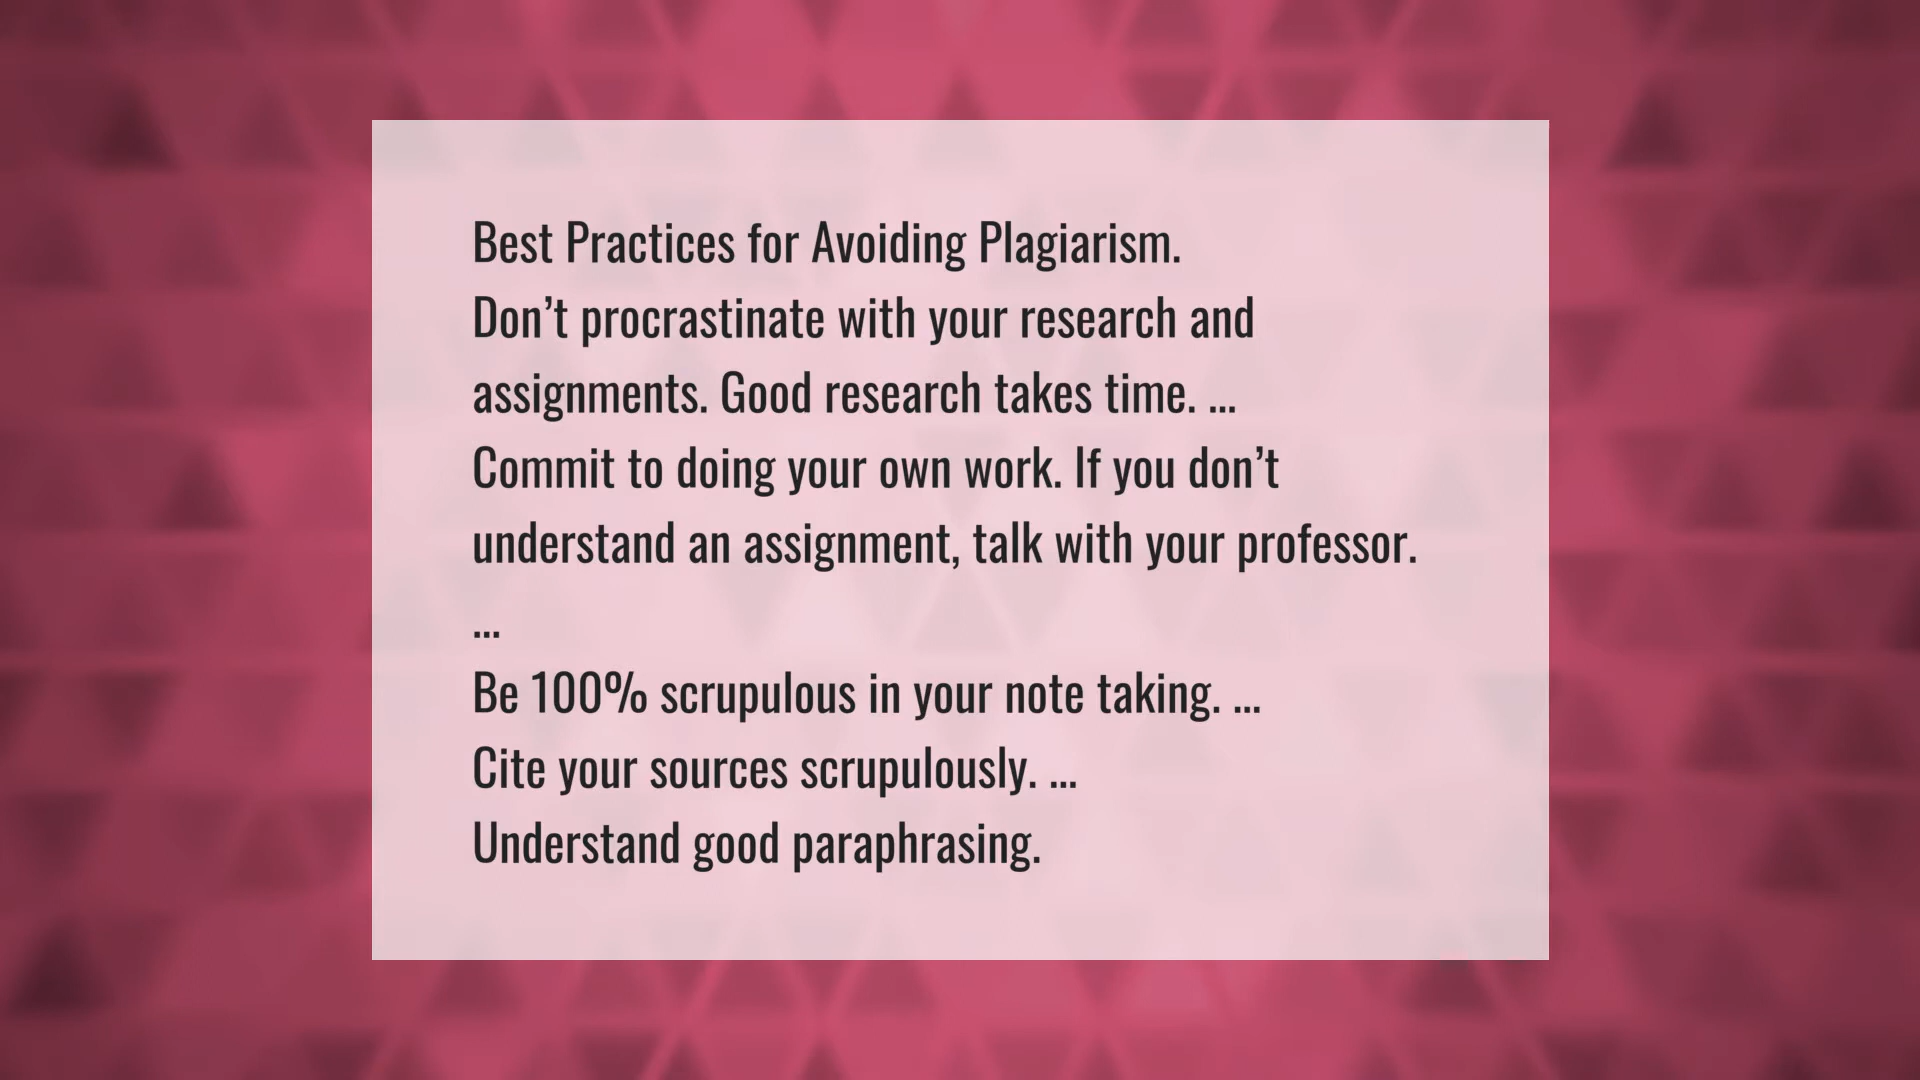 Best Practices for Avoiding Plagiarism.
Don’t procrastinate with your research and
assignments. Good research takes time. ...
Commit to doing your own work. If you don’t
understand an assignment, talk with your professor.
...
Be 100% scrupulous in your note taking. ...
Cite your sources scrupulously. ...
Understand good paraphrasing.